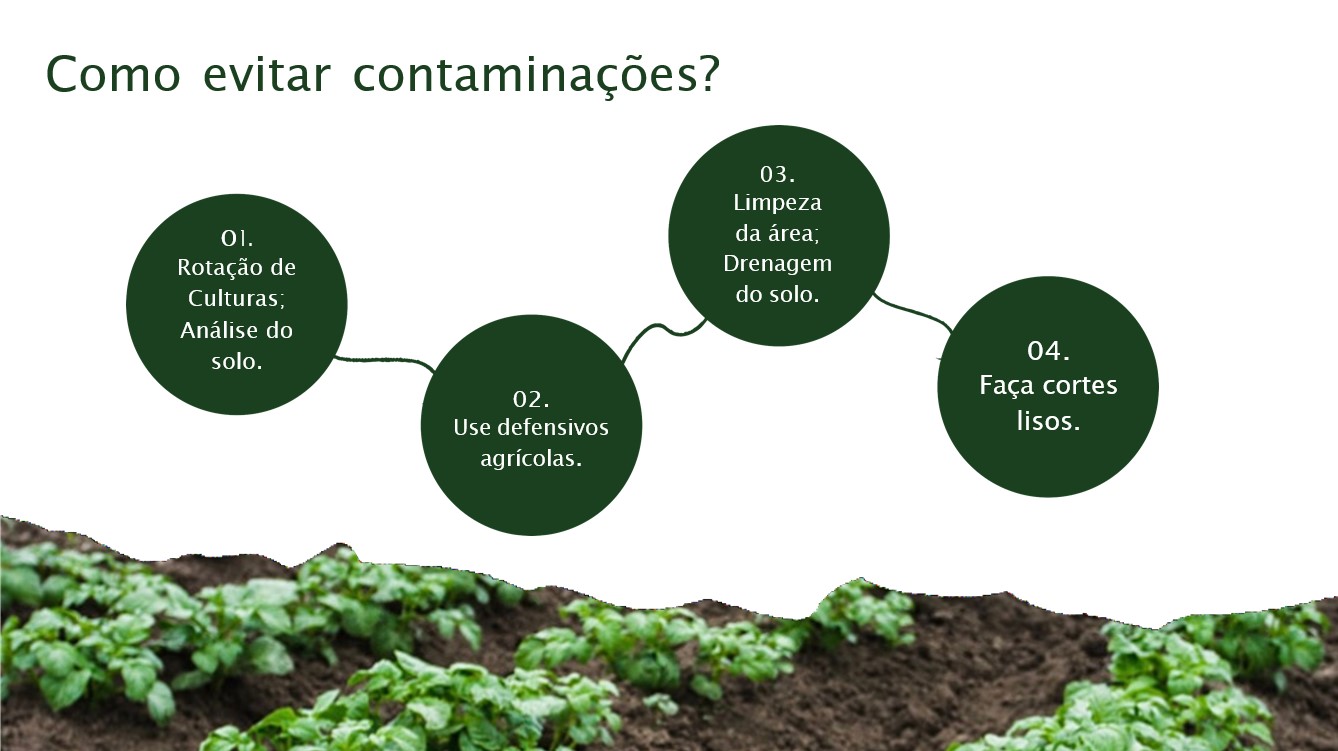 Como evitar contaminações?
01.
Rotação de
Culturas;
Análise do
solo.
02.
Use defensivos
agrícolas.
03.
Limpeza
da área;
Drenagem
do solo.
04.
Faça cortes
lisos.